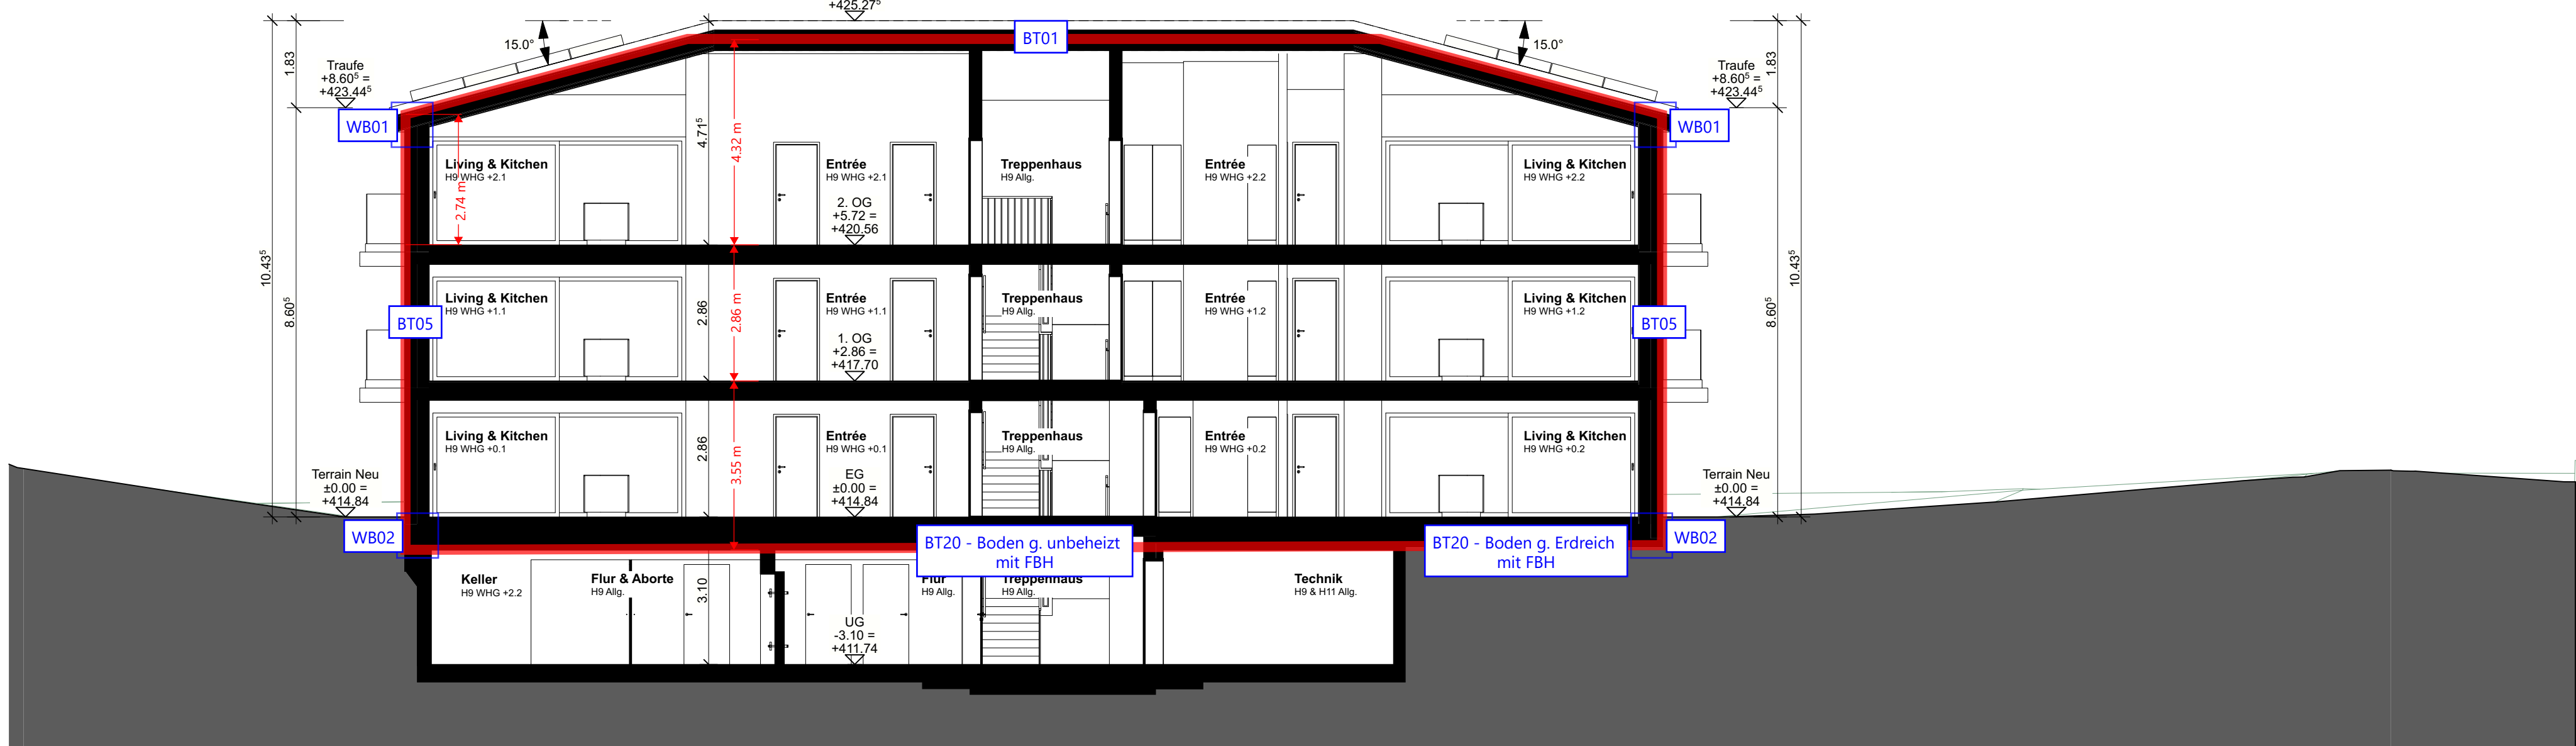 +425.27⁵
BT01
15.0°
15.0°
1.83
1.83
Traufe
+8.60⁵ =
+423.44⁵
Traufe
+8.60⁵ =
+423.44⁵
WB01
WB01
4.71⁵
4.32 m
2.74 m
Living & Kitchen
H9 WHG +2.1
Entrée
H9 WHG +2.1
Treppenhaus
H9 Allg.
Entrée
H9 WHG +2.2
Living & Kitchen
H9 WHG +2.2
2. OG
+5.72 =
+420.56
10.43⁵
8.60⁵
8.60⁵
10.43⁵
BT05
BT05
Living & Kitchen
H9 WHG +1.1
2.86
2.86 m
Entrée
H9 WHG +1.1
Treppenhaus
H9 Allg.
Entrée
H9 WHG +1.2
Living & Kitchen
H9 WHG +1.2
1. OG
+2.86 =
+417.70
Living & Kitchen
H9 WHG +0.1
2.86
3.55 m
Entrée
H9 WHG +0.1
Treppenhaus
H9 Allg.
Entrée
H9 WHG +0.2
Living & Kitchen
H9 WHG +0.2
Terrain Neu
±0.00 =
+414.84
EG
±0.00 =
+414.84
Terrain Neu
±0.00 =
+414.84
WB02
WB02
BT20 - Boden g. unbeheizt
mit FBH
BT20 - Boden g. Erdreich
mit FBH
Keller
H9 WHG +2.2
Flur & Aborte
H9 Allg.
3.10
Flur
H9 Allg.
Treppenhaus
H9 Allg.
Technik
H9 & H11 Allg.
UG
-3.10 =
+411.74